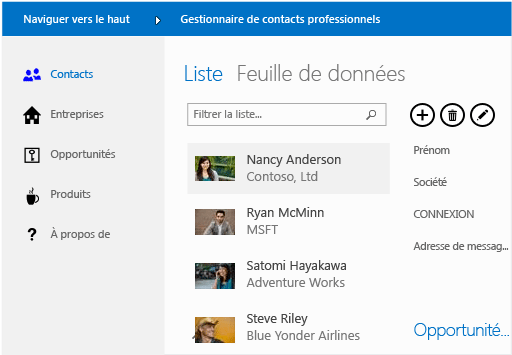 Naviguer vers le haut
Gestionnaire de contacts professionnels
Contacts
Entreprises
Opportunités
Produits
À propos de
Liste
Feuille de données
Filtrer la liste...
Nancy Anderson
Contoso, Ltd
Ryan McMinn
MSFT
Satomi Hayakawa
Adventure Works
Steve Riley
Blue Yonder Airlines
Prénom
Société
CONNEXION
Adresse de messag...
Opportunité...